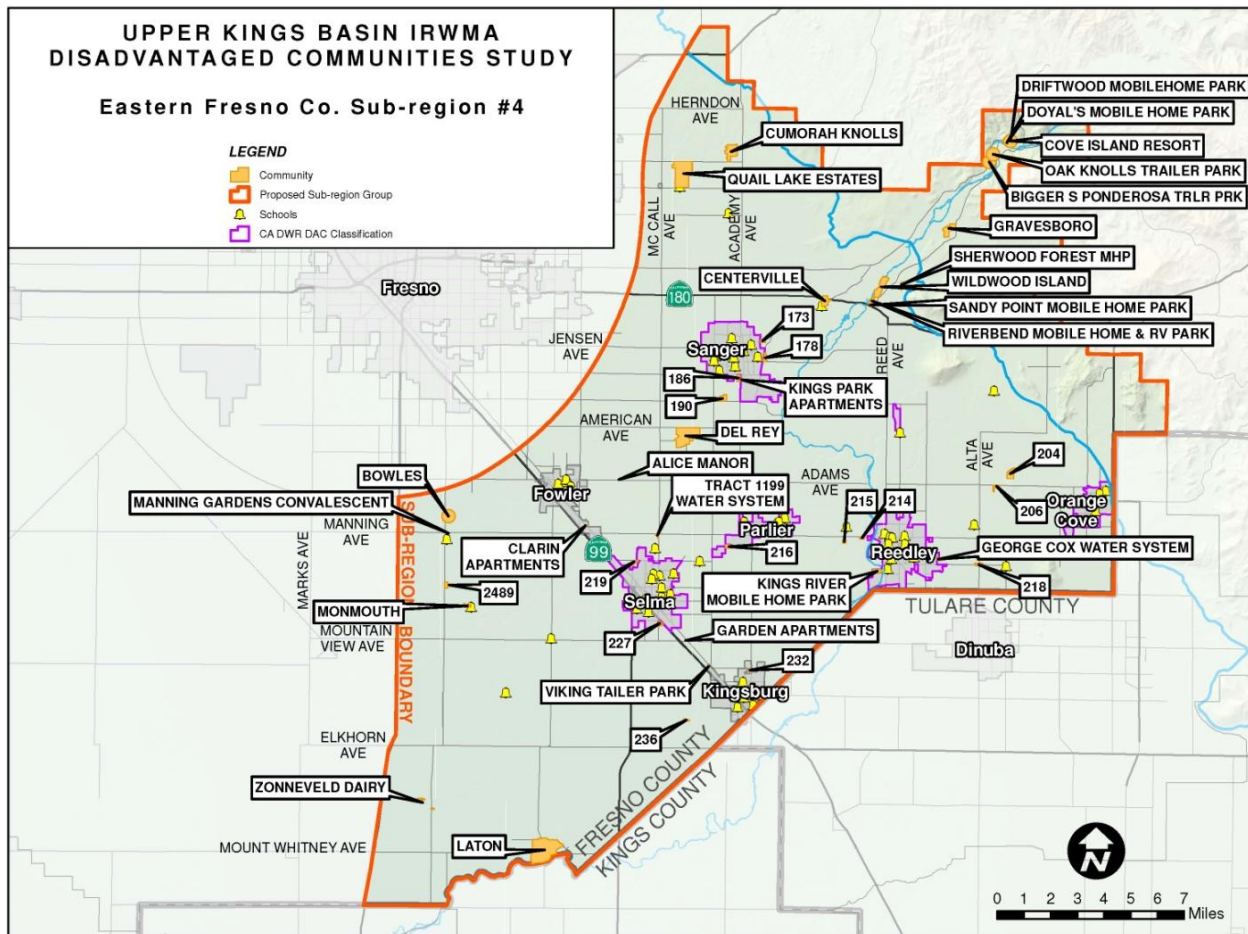 UPPER KINGS BASIN IRWMA
DISADVANTAGED COMMUNITIES STUDY
Eastern Fresno Co. Sub-region #4
LEGEND
Community
Proposed Sub-region Group
Schools
CA DWR DAC Classification
HERNDON
AVE
CUMORAH KNOLLS
QUAIL LAKE ESTATES
MC CALL
AVE
ACADEMY
AVE
DRIFTWOOD MOBILEHOME PARK
DOYAL'S MOBILE HOME PARK
COVE ISLAND RESORT
OAK KNOLLS TRAILER PARK
BIGGER S PONDEROSA TRLR PRK
GRAVESBORO
SHERWOOD FOREST MHP
WILDWOOD ISLAND
SANDY POINT MOBILE HOME PARK
RIVERBEND MOBILE HOME & RV PARK
CENTERVILLE
Fresno
180
JENSEN
AVE
173
Sanger
178
REED
AVE
186
KINGS PARK
APARTMENTS
190
AMERICAN
AVE
DEL REY
ALICE MANOR
TRACT 1199
WATER SYSTEM
ADAMS
AVE
ALTA
AVE
204
206
BOWLES
MANNING GARDENS CONVALESCENT
MANNING
AVE
Fowler
215
214
Orange
Cove
Parlier
216
Reedley
GEORGE COX WATER SYSTEM
CLARIN
APARTMENTS
99
219
MARKS AVE
SUB-REGION BOUNDARY
2489
KINGS RIVER
MOBILE HOME PARK
218
MONMOUTH
Selma
TULARE COUNTY
MOUNTAIN
VIEW AVE
227
GARDEN APARTMENTS
Dinuba
232
VIKING TAILER PARK
Kingsburg
236
ELKHORN
AVE
ZONNEVELD DAIRY
FRESNO COUNTY
KINGS COUNTY
MOUNT WHITNEY AVE
LATON
N
0 1 2 3 4 5 6 7
Miles